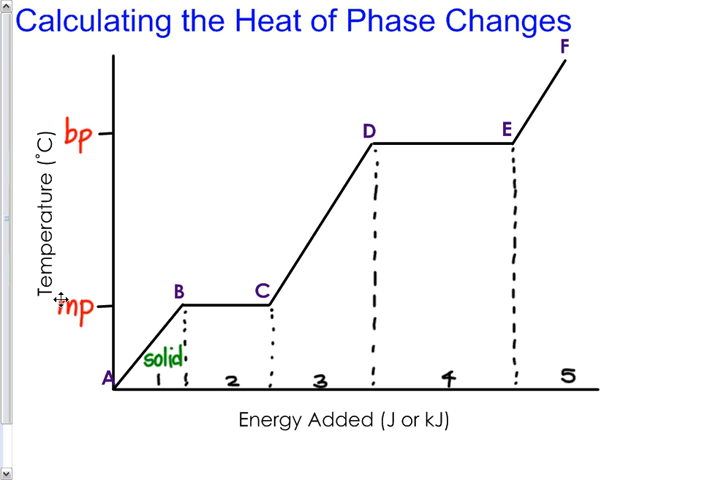 Calculating the Heat of Phase Changes
F
bp
D
E
Temperature (°C)
B
C
mp
solid
A
1 2 3 4 5
Energy Added (J or kJ)